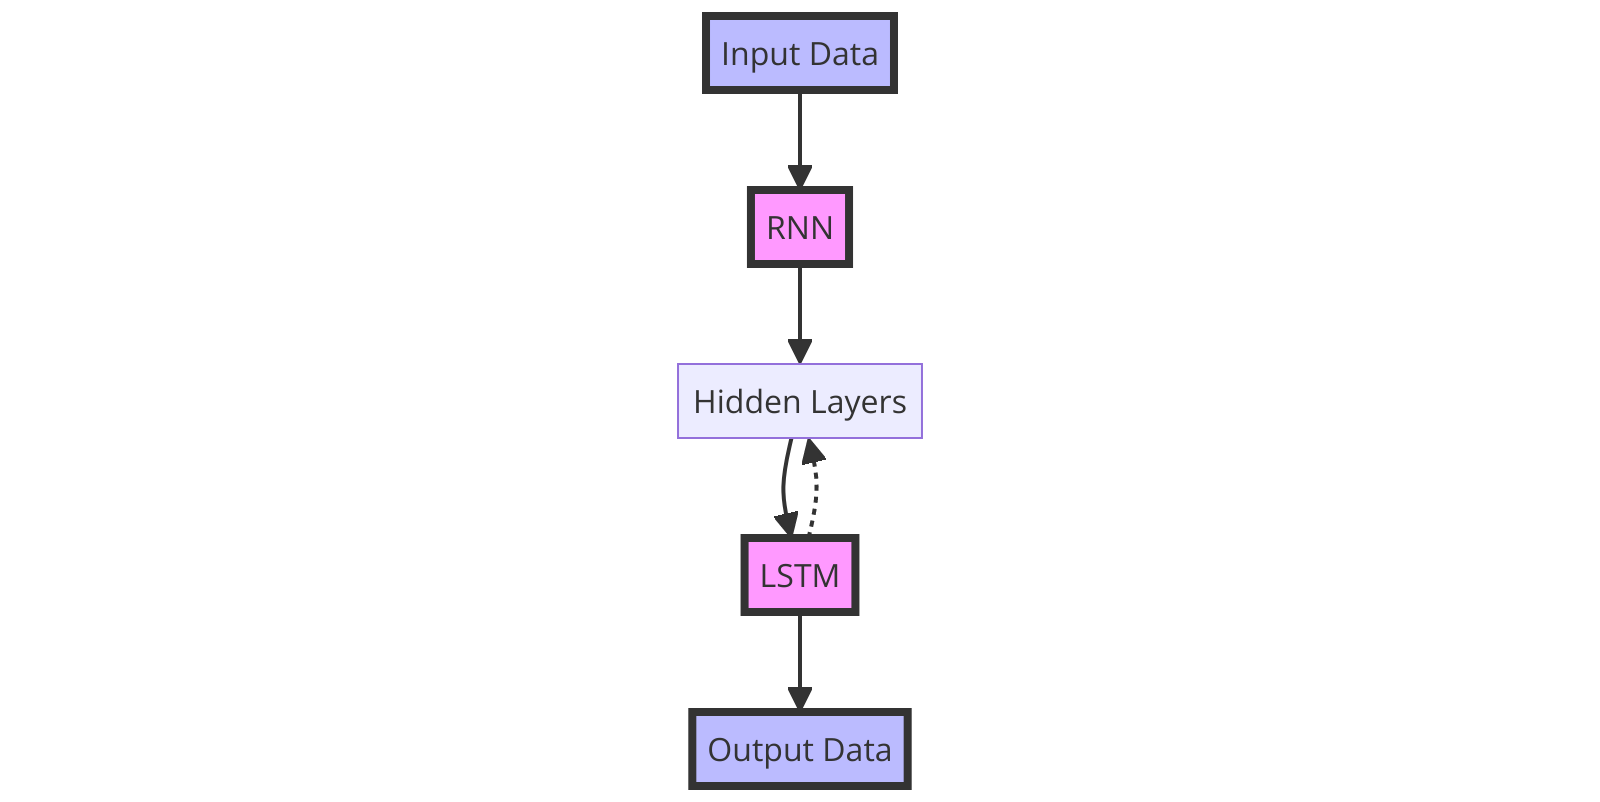 Input Data
RNN
Hidden Layers
LSTM
Output Data